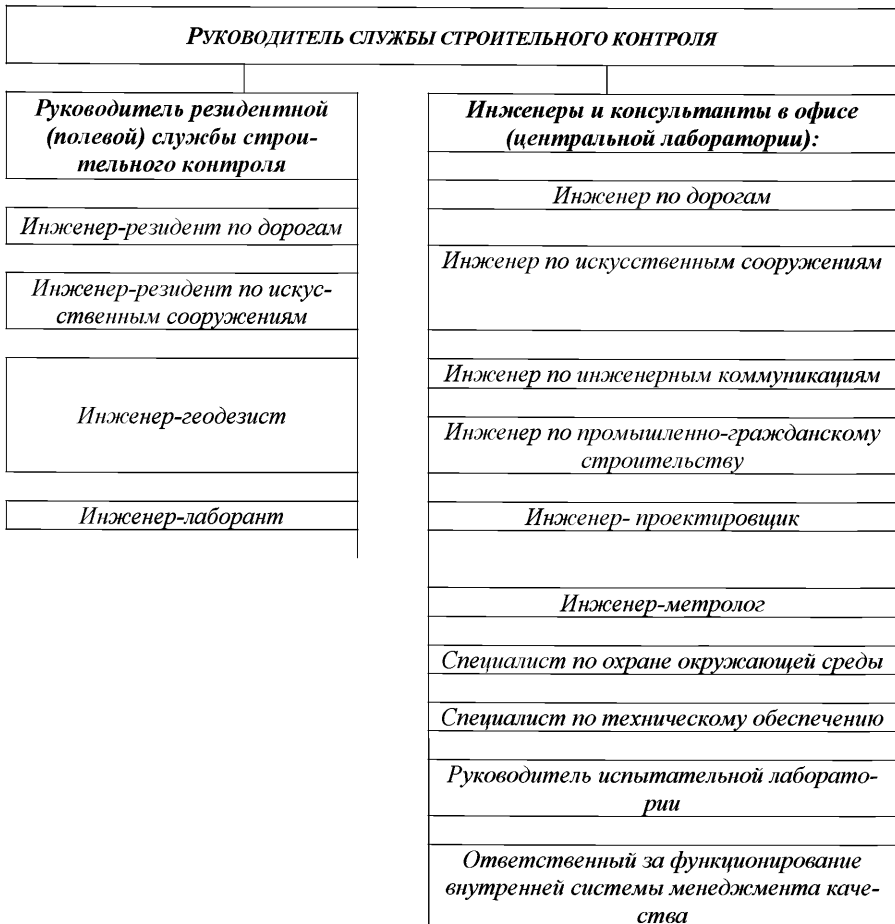 РУКОВОДИТЕЛЬ СЛУЖБЫ СТРОИТЕЛЬНОГО КОНТРОЛЯ
Руководитель резидентной
(полевой) службы строи-
тельного контроля
Инженер-резидент по дорогам
Инженер-резидент по искус-
ственным сооружениям
Инженер-геодезист
Инженер-лаборант
Инженеры и консультанты в офисе
(центральной лаборатории):
Инженер по дорогам
Инженер по искусственным сооружениям
Инженер по инженерным коммуникациям
Инженер по промышленно-гражданскому
строительству
Инженер- проектировщик
Инженер-метролог
Специалист по охране окружающей среды
Специалист по техническому обеспечению
Руководитель испытательной лаборато-
рии
Ответственный за функционирование
внутренней системы менеджмента каче-
ства